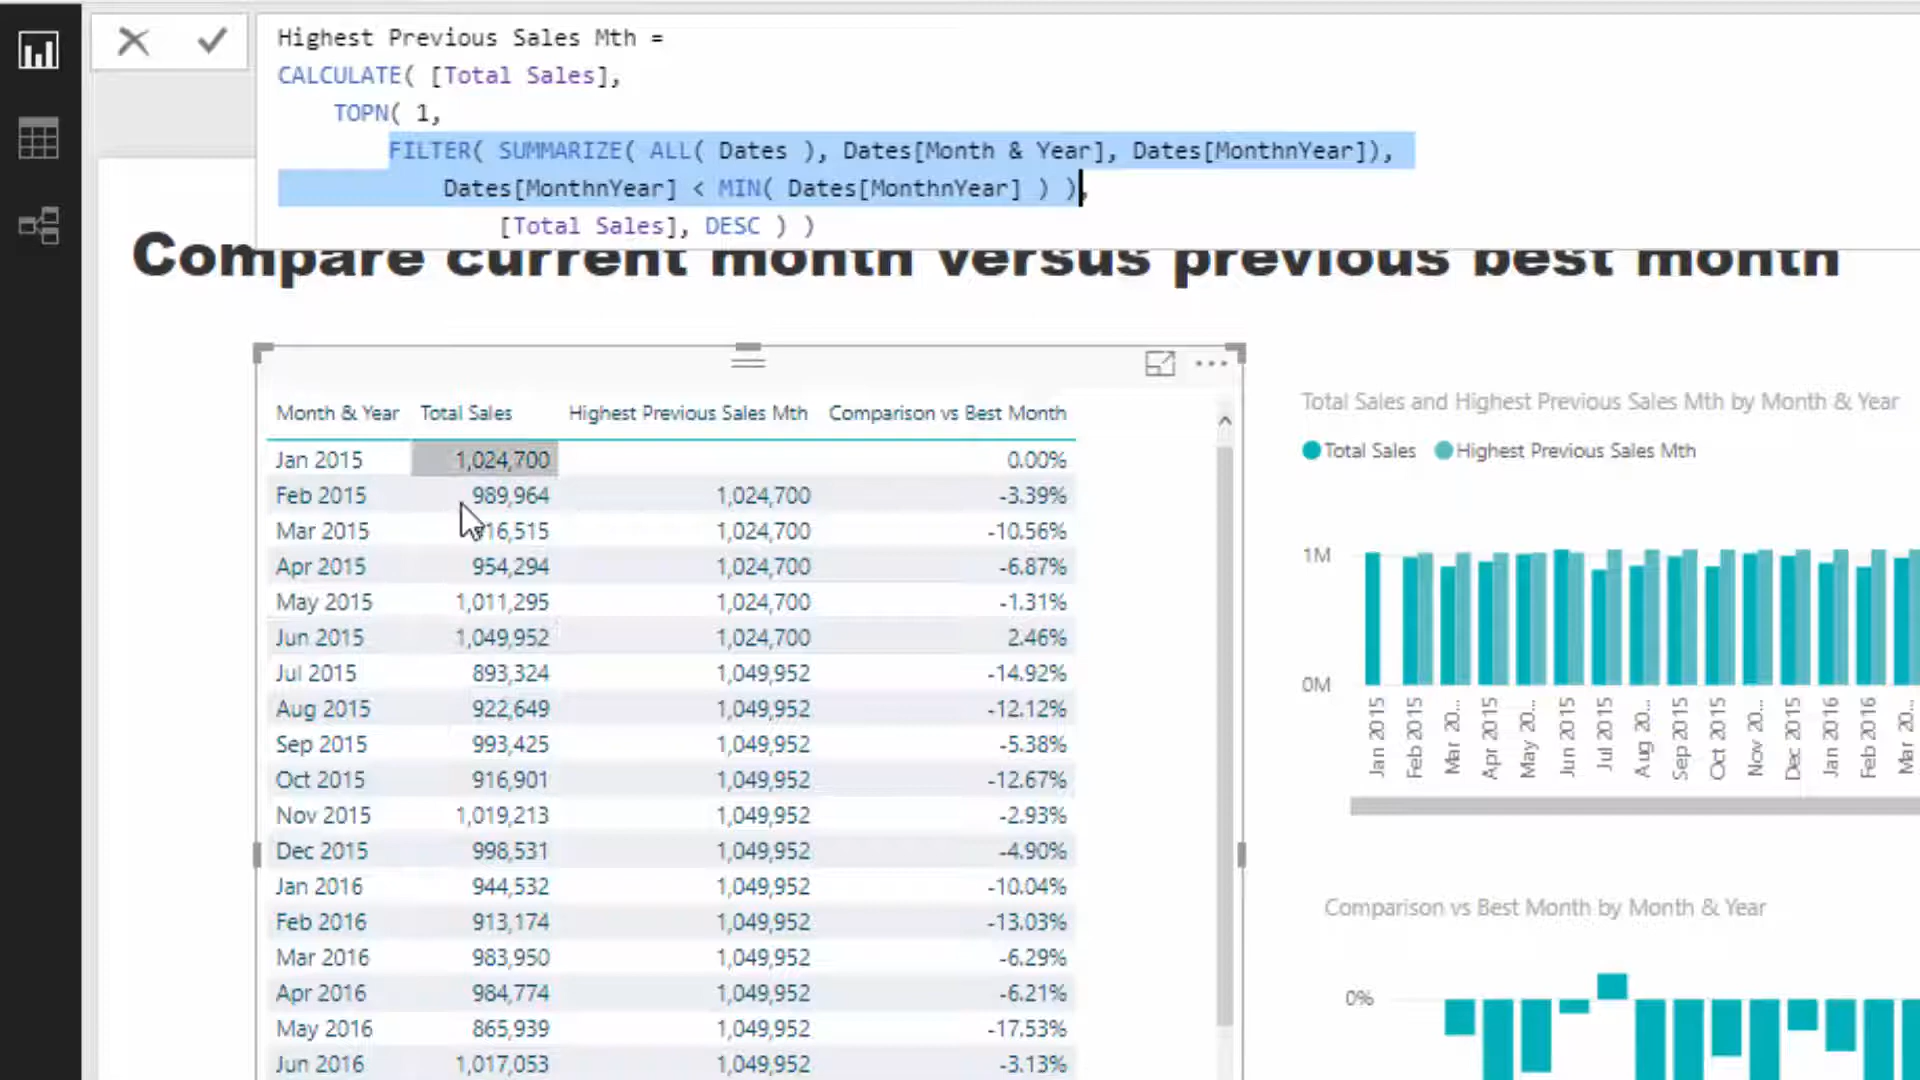 Highest Previous Sales Mth =
CALCULATE( [Total Sales],
TOPN( 1,
FILTER( SUMMARIZE( ALL( Dates ), Dates[Month & Year], Dates[MonthnYear]),
Dates[MonthnYear] < MIN( Dates[MonthnYear] ) ),
[Total Sales], DESC ) )
Compare current month versus previous best month
Month & Year Total Sales Highest Previous Sales Mth Comparison vs Best Month
Jan 2015 1,024,700 0.00%
Feb 2015 989,964 1,024,700 -3.39%
Mar 2015 16,515 1,024,700 -10.56%
Apr 2015 954,294 1,024,700 -6.87%
May 2015 1,011,295 1,024,700 -1.31%
Jun 2015 1,049,952 1,024,700 2.46%
Jul 2015 893,324 1,049,952 -14.92%
Aug 2015 922,649 1,049,952 -12.12%
Sep 2015 993,425 1,049,952 -5.38%
Oct 2015 916,901 1,049,952 -12.67%
Nov 2015 1,019,213 1,049,952 -2.93%
Dec 2015 998,531 1,049,952 -4.90%
Jan 2016 944,532 1,049,952 -10.04%
Feb 2016 913,174 1,049,952 -13.03%
Mar 2016 983,950 1,049,952 -6.29%
Apr 2016 984,774 1,049,952 -6.21%
May 2016 865,939 1,049,952 -17.53%
Jun 2016 1,017,053 1,049,952 -3.13%
Total Sales and Highest Previous Sales Mth by Month & Year
Total Sales Highest Previous Sales Mth
1M
0M
Jan 2015
Feb 2015
Mar 20...
Apr 2015
May 20...
Jun 2015
Jul 2015
Aug 20...
Sep 2015
Oct 2015
Nov 20...
Dec 2015
Jan 2016
Feb 2016
Mar 20...
Comparison vs Best Month by Month & Year
0%